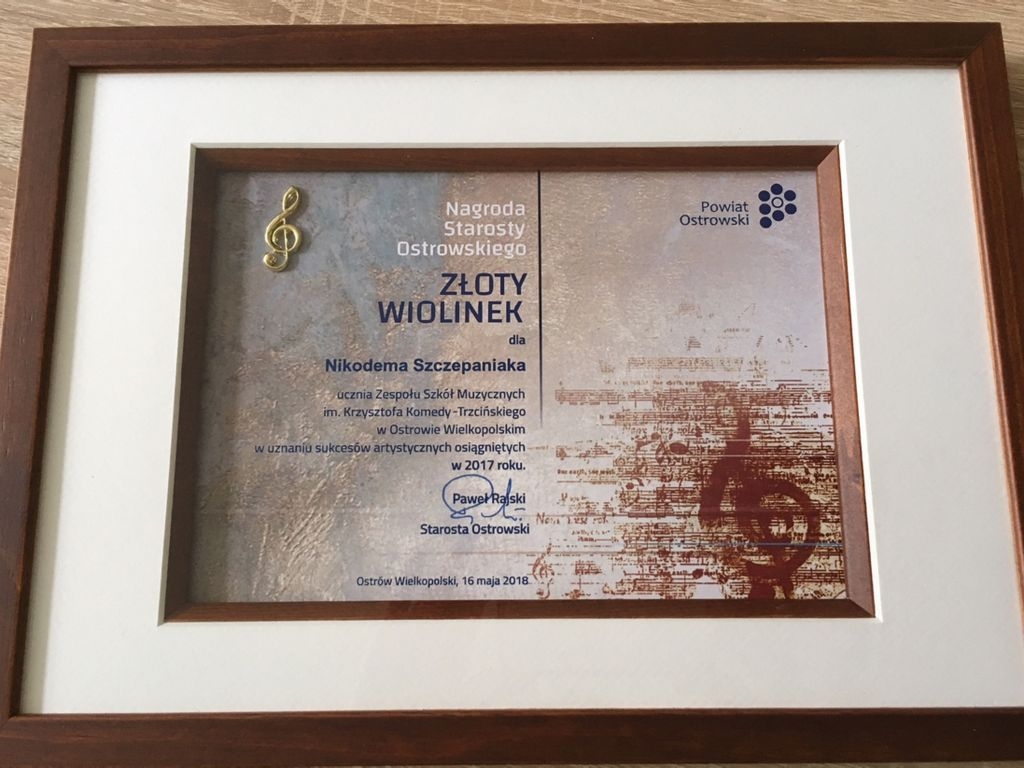 Nagroda
Starosty
Ostrowskiego
ZŁOTY
WIOLINEK
dla
Nikodema Szczepaniaka
ucznia Zespołu Szkół Muzycznych
im. Krzysztofa Komedy-Trzcińskiego
w Ostrowie Wielkopolskim
w uznaniu sukcesów artystycznych osiągniętych
w 2017 roku.
Paweł Rajski
Starosta Ostrowski
Ostrów Wielkopolski, 16 maja 2018
Powiat
Ostrowski